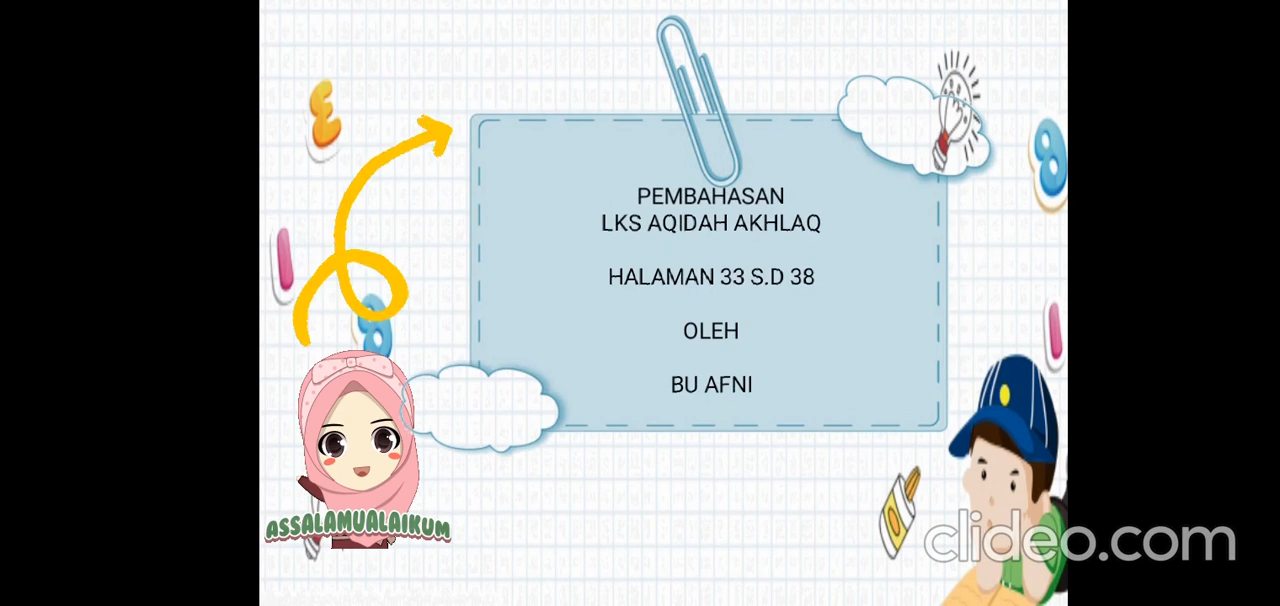 PEMBAHASAN
LKS AQIDAH AKHLAQ
HALAMAN 33 S.D 38
OLEH
BU AFNI
ASSALAMUALAIKUM
clideo.com